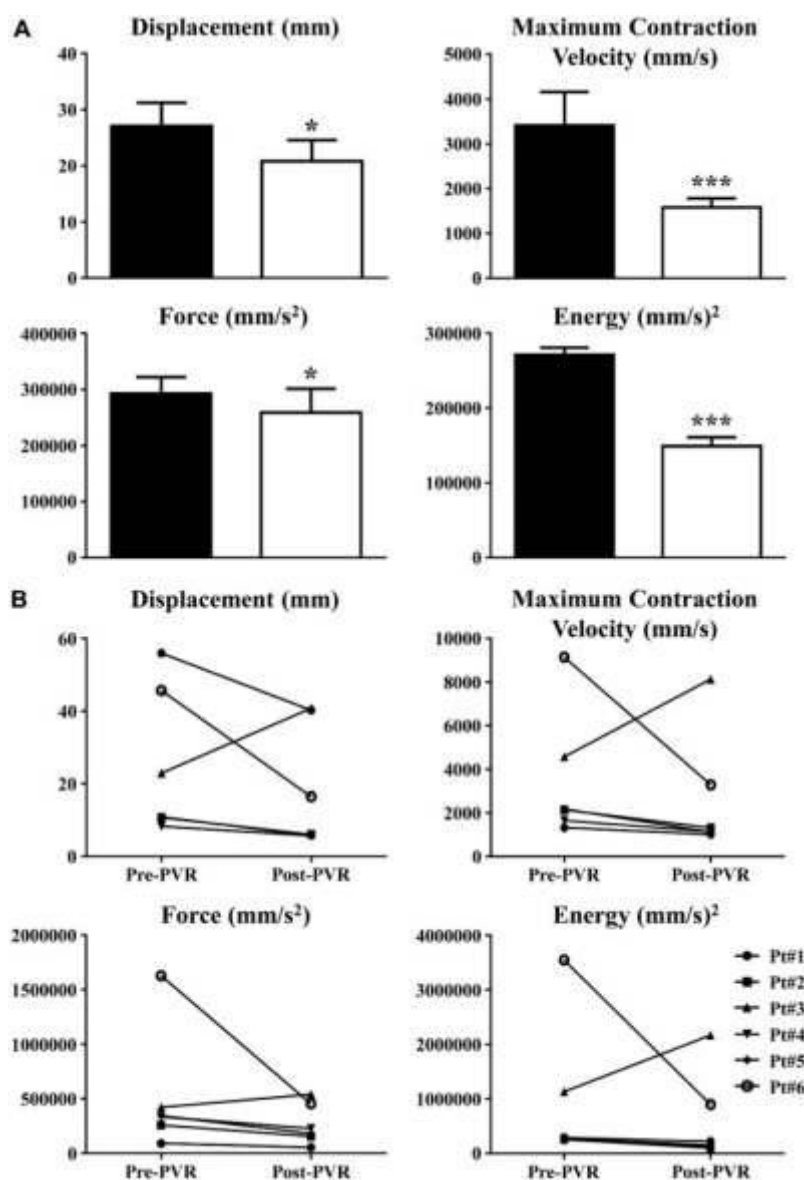 A
Displacement (mm)
40
30
20
10
0
*
Maximum Contraction
Velocity (mm/s)
5000
4000
3000
2000
1000
0
***
Force (mm/s²)
400000
300000
200000
100000
0
*
Energy (mm/s)²
300000
200000
100000
0
***
B
Displacement (mm)
60
40
20
0
Pre-PVR Post-PVR
Maximum Contraction
Velocity (mm/s)
10000
8000
6000
4000
2000
0
Pre-PVR Post-PVR
Force (mm/s²)
2000000
1500000
1000000
500000
0
Pre-PVR Post-PVR
Energy (mm/s)²
4000000
3000000
2000000
1000000
0
Pre-PVR Post-PVR
Pt#1
Pt#2
Pt#3
Pt#4
Pt#5
Pt#6